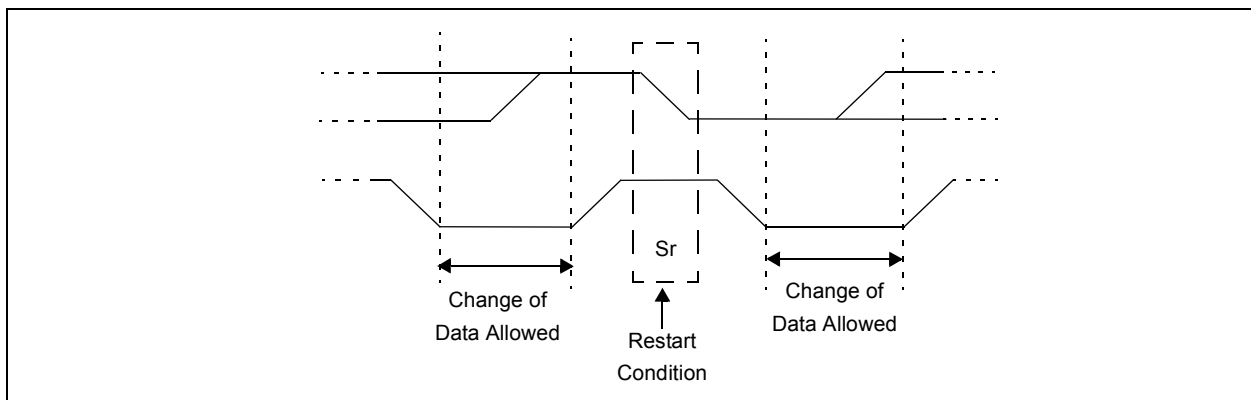 Sr
Change of
Data Allowed
Restart
Condition
Change of
Data Allowed